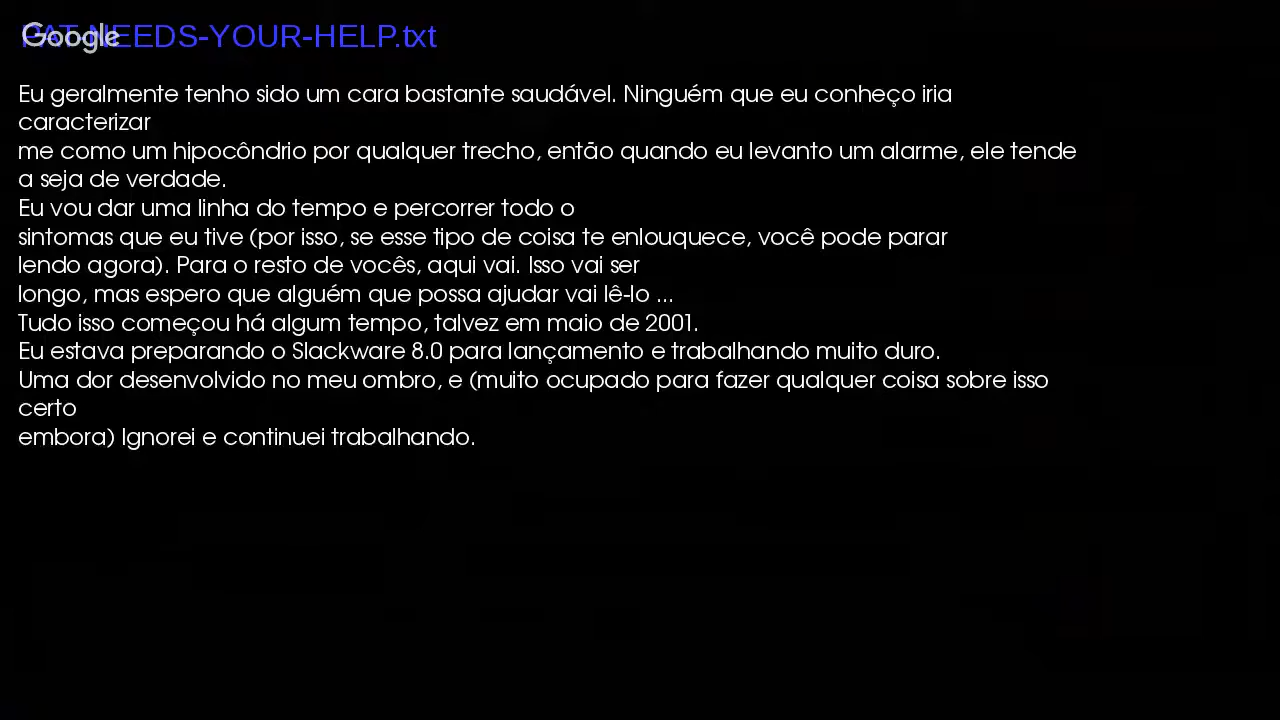 PAT-NEEDS-YOUR-HELP.txt
Google
Eu geralmente tenho sido um cara bastante saudável. Ninguém que eu conheço iria
caracterizar
me como um hipocôndrio por qualquer trecho, então quando eu levanto um alarme, ele tende
a seja de verdade.
Eu vou dar uma linha do tempo e percorrer todo o
sintomas que eu tive (por isso, se esse tipo de coisa te enlouquece, você pode parar
lendo agora). Para o resto de vocês, aqui vai. Isso vai ser
longo, mas espero que alguém que possa ajudar vai lê-lo ...
Tudo isso começou há algum tempo, talvez em maio de 2001.
Eu estava preparando o Slackware 8.0 para lançamento e trabalhando muito duro.
Uma dor desenvolvido no meu ombro, e (muito ocupado para fazer qualquer coisa sobre isso
certo
embora) Ignorei e continuei trabalhando.